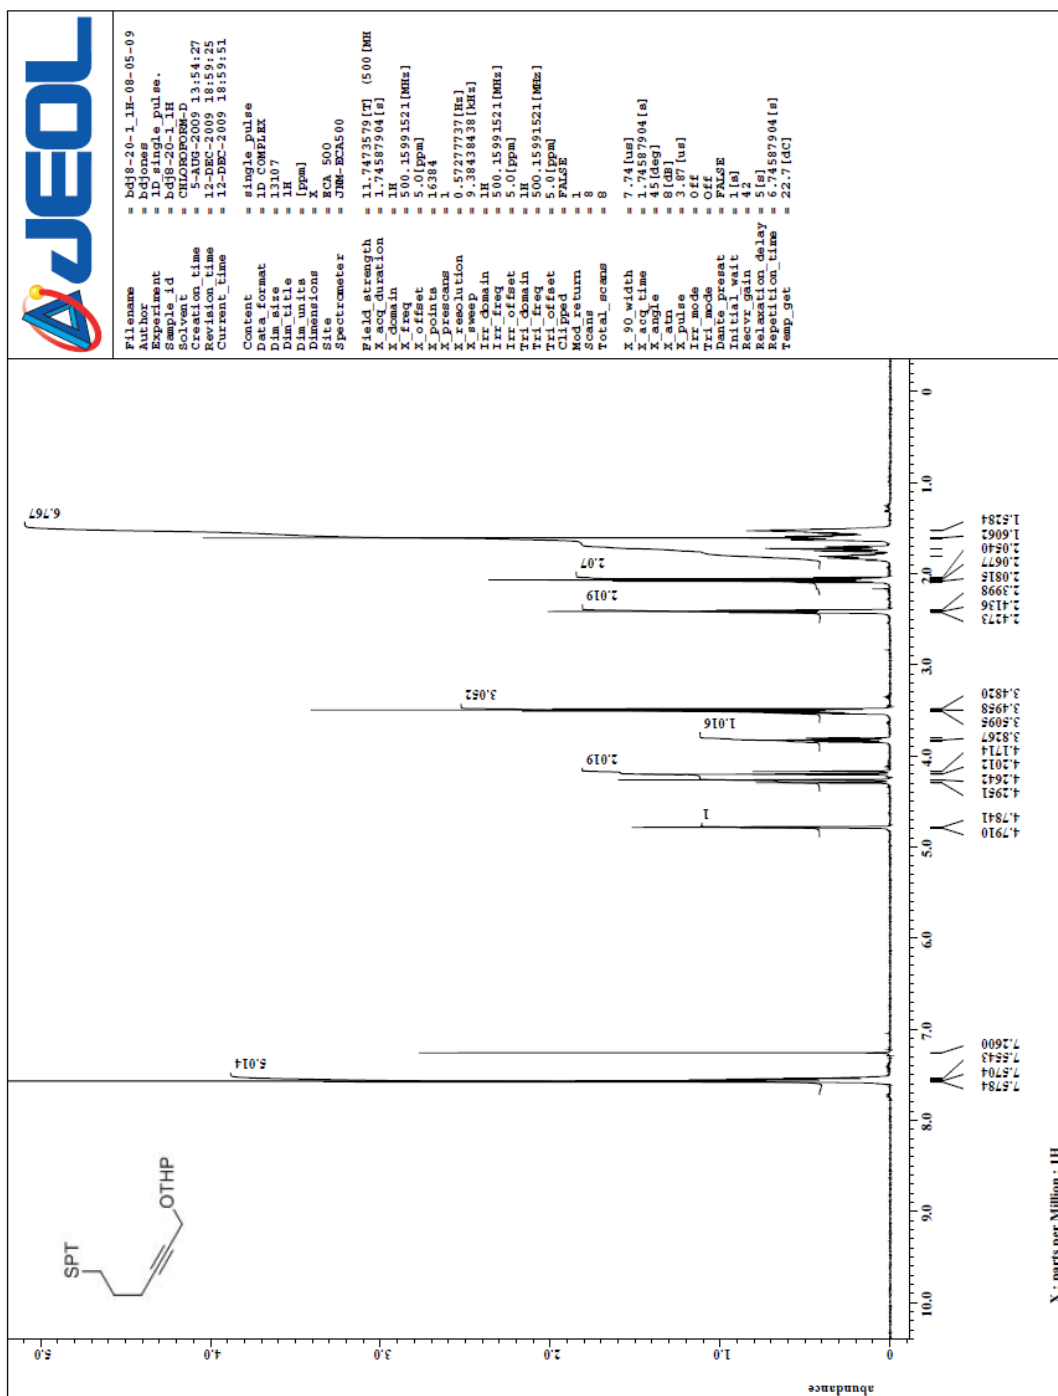 JEOL
Filename = bdj8-20-1_1H-08-05-09
Author = bdjones
Experiment = 1D_single_pulse.
Sample_id = bdj8-20-1_1H
Solvent = CHLOROFORM-D
Creation_time = 5-AUG-2009 13:54:27
Revision_time = 12-DEC-2009 18:59:25
Current_time = 12-DEC-2009 18:59:51
Content = single_pulse
Data_format = 1D COMPLEX
Dim_size = 13107
Dim_title = 1H
Dim_units = [ppm]
Dimensions = X
Site = ECA 500
Spectrometer = JNM-ECA500
Field_strength = 11.7473579[T] (500[MH
X_acq_duration = 1.74587904[s]
X_domain = 1H
X_freq = 500.15991521[MHz]
X_offset = 5.0[ppm]
X_points = 16384
X_prescans = 1
X_resolution = 0.57277737[Hz]
X_sweep = 9.38438438[kHz]
Irr_domain = 1H
Irr_freq = 500.15991521[MHz]
Irr_offset = 5.0[ppm]
Tri_domain = 1H
Tri_freq = 500.15991521[MHz]
Tri_offset = 5.0[ppm]
Clipped = FALSE
Mod_return = 1
Scans = 8
Total_scans = 8
X_90_width = 7.74[us]
X_acq_time = 1.74587904[s]
X_angle = 45[deg]
X_atn = 8[dB]
X_pulse = 3.87[us]
Irr_mode = Off
Tri_mode = Off
Dante_presat = FALSE
Initial_wait = 1[s]
Recvr_gain = 42
Relaxation_delay = 5[s]
Repetition_time = 6.74587904[s]
Temp_get = 22.7[dC]
SPT
OTHP
abundance
0 1.0 2.0 3.0 4.0 5.0
5.014
1
2.019
1.016
3.052
2.019
2.07
6.767
10.0 9.0 8.0 7.0 6.0 5.0 4.0 3.0 2.0 1.0 0
7.5784
7.5704
7.5543
7.2600
4.7910
4.7841
4.2951
4.2642
4.2012
4.1714
3.8267
3.5095
3.4958
3.4820
2.4273
2.4136
2.3998
2.0815
2.0677
2.0540
1.6062
1.5284
X : parts per Million : 1H